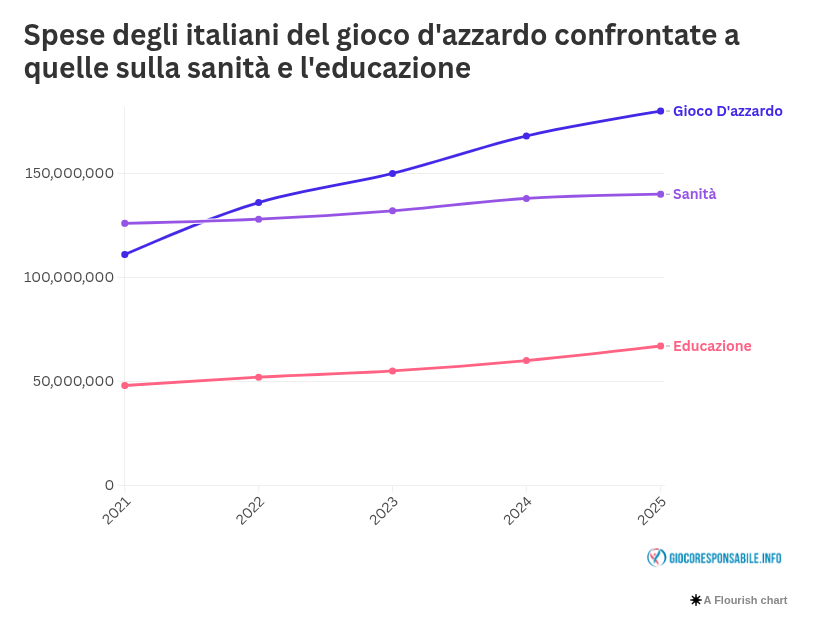 Spese degli italiani del gioco d'azzardo confrontate a
quelle sulla sanità e l'educazione
Gioco D'azzardo
150,000,000
Sanità
100,000,000
Educazione
50,000,000
0
2021
2022
2023
2024
2025
GIOCORESPONSABILE.INFO
A Flourish chart